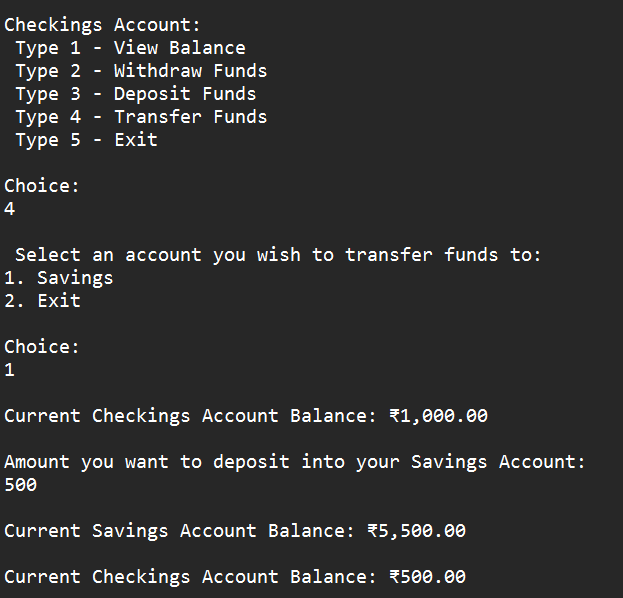 Checkings Account:
Type 1 - View Balance
Type 2 - Withdraw Funds
Type 3 - Deposit Funds
Type 4 - Transfer Funds
Type 5 - Exit
Choice:
4
Select an account you wish to transfer funds to:
1. Savings
2. Exit
Choice:
1
Current Checkings Account Balance: ₹1,000.00
Amount you want to deposit into your Savings Account:
500
Current Savings Account Balance: ₹5,500.00
Current Checkings Account Balance: ₹500.00